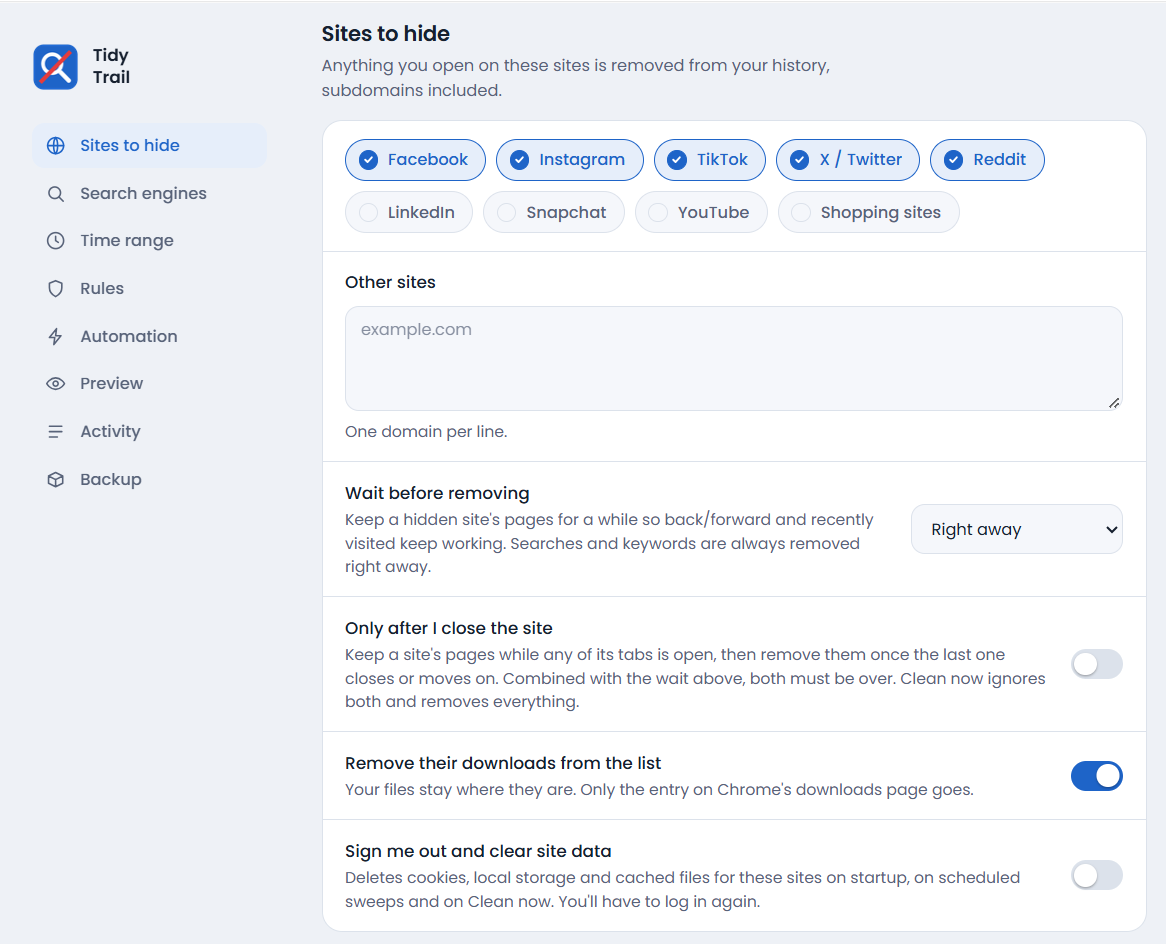 Tidy
Trail
Sites to hide
Search engines
Time range
Rules
Automation
Preview
Activity
Backup
Sites to hide
Anything you open on these sites is removed from your history,
subdomains included.
Facebook
Instagram
TikTok
X / Twitter
Reddit
LinkedIn
Snapchat
YouTube
Shopping sites
Other sites
example.com
One domain per line.
Wait before removing
Keep a hidden site's pages for a while so back/forward and recently
visited keep working. Searches and keywords are always removed
right away.
Right away
Only after I close the site
Keep a site's pages while any of its tabs is open, then remove them once the last one
closes or moves on. Combined with the wait above, both must be over. Clean now ignores
both and removes everything.
Remove their downloads from the list
Your files stay where they are. Only the entry on Chrome's downloads page goes.
Sign me out and clear site data
Deletes cookies, local storage and cached files for these sites on startup, on scheduled
sweeps and on Clean now. You'll have to log in again.